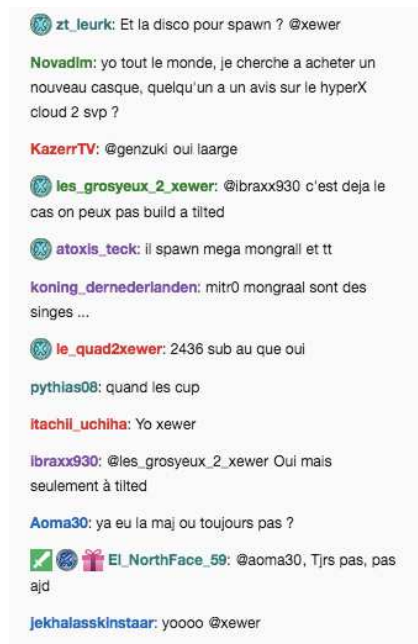 zt_leurk: Et la disco pour spawn ? @xewer
Novadim: yo tout le monde, je cherche a acheter un
nouveau casque, quelqu'un a un avis sur le hyperX
cloud 2 svp ?
KazerrTV: @genzuki oui laarge
les_grosyeux_2_xewer: @ibraxx930 c'est deja le
cas on peux pas build a tilted
atoxis_teck: il spawn mega mongrall et tt
koning_dernederlanden: mitr0 mongraal sont des
singes ...
le_quad2xewer: 2436 sub au que oui
pythias08: quand les cup
itachii_uchiha: Yo xewer
ibraxx930: @les_grosyeux_2_xewer Oui mais
seulement à tilted
Aoma30: ya eu la maj ou toujours pas ?
El_NorthFace_59: @aoma30, Tjrs pas, pas
ajd
jekhalasskinstaar: yoooo @xewer